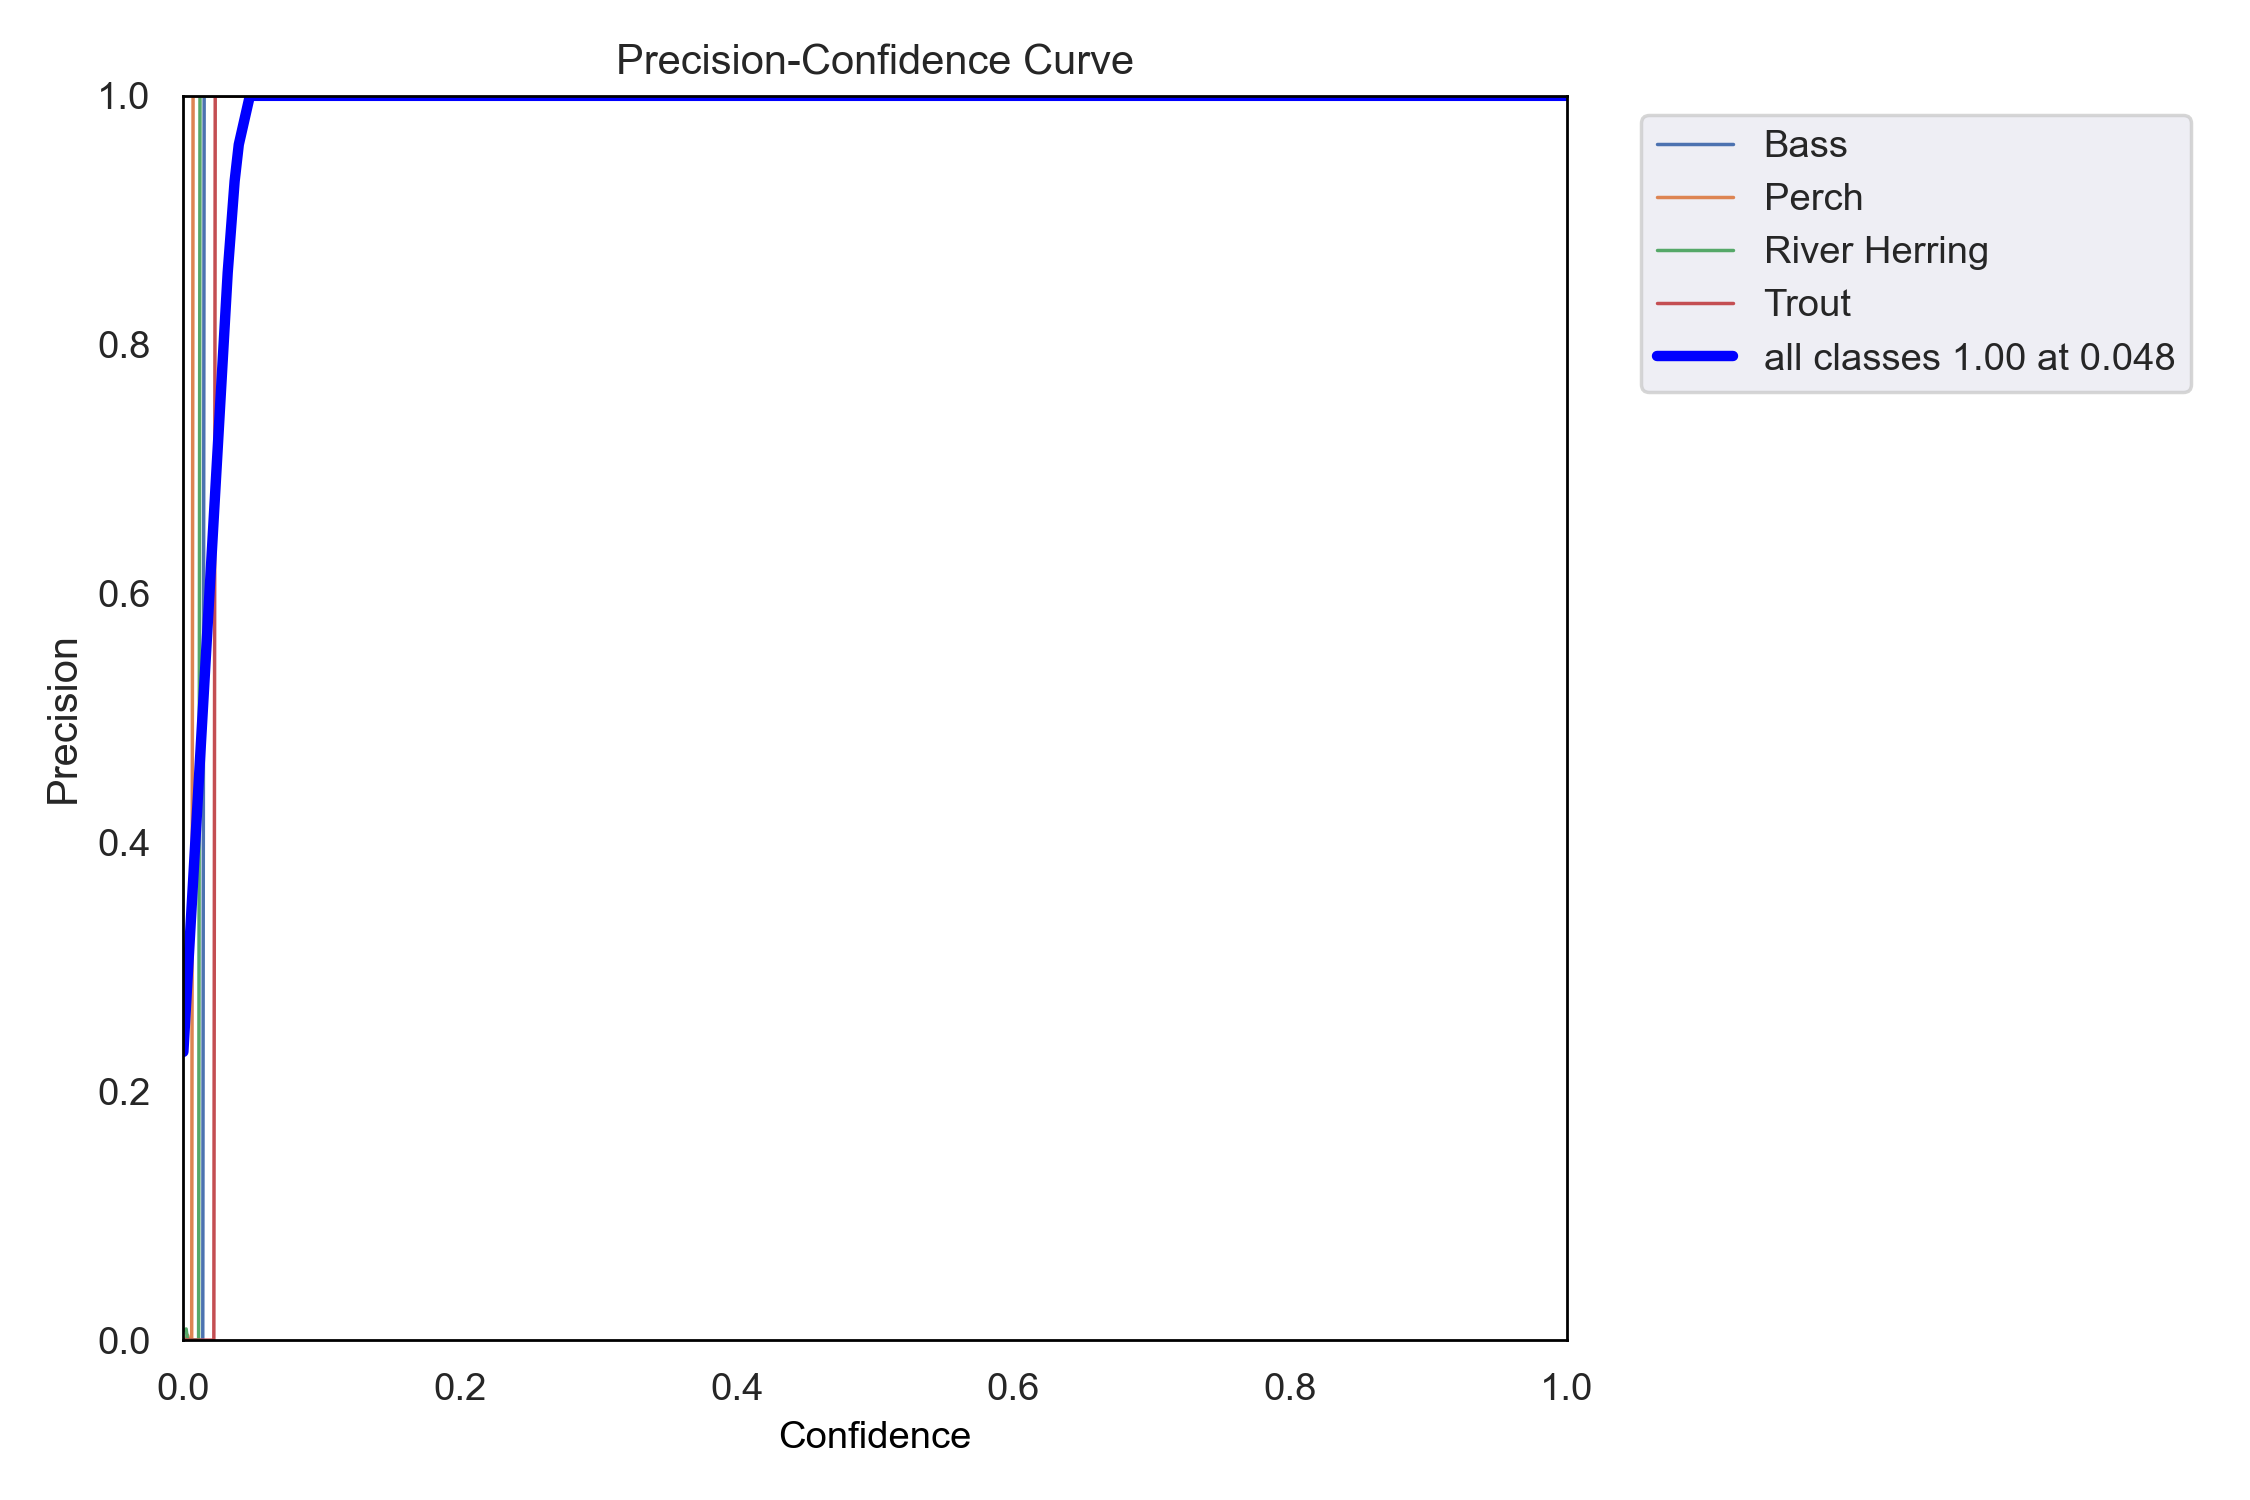 Precision-Confidence Curve
1.0
0.8
0.6
0.4
0.2
0.0
Precision
0.0 0.2 0.4 0.6 0.8 1.0
Confidence
Bass
Perch
River Herring
Trout
all classes 1.00 at 0.048